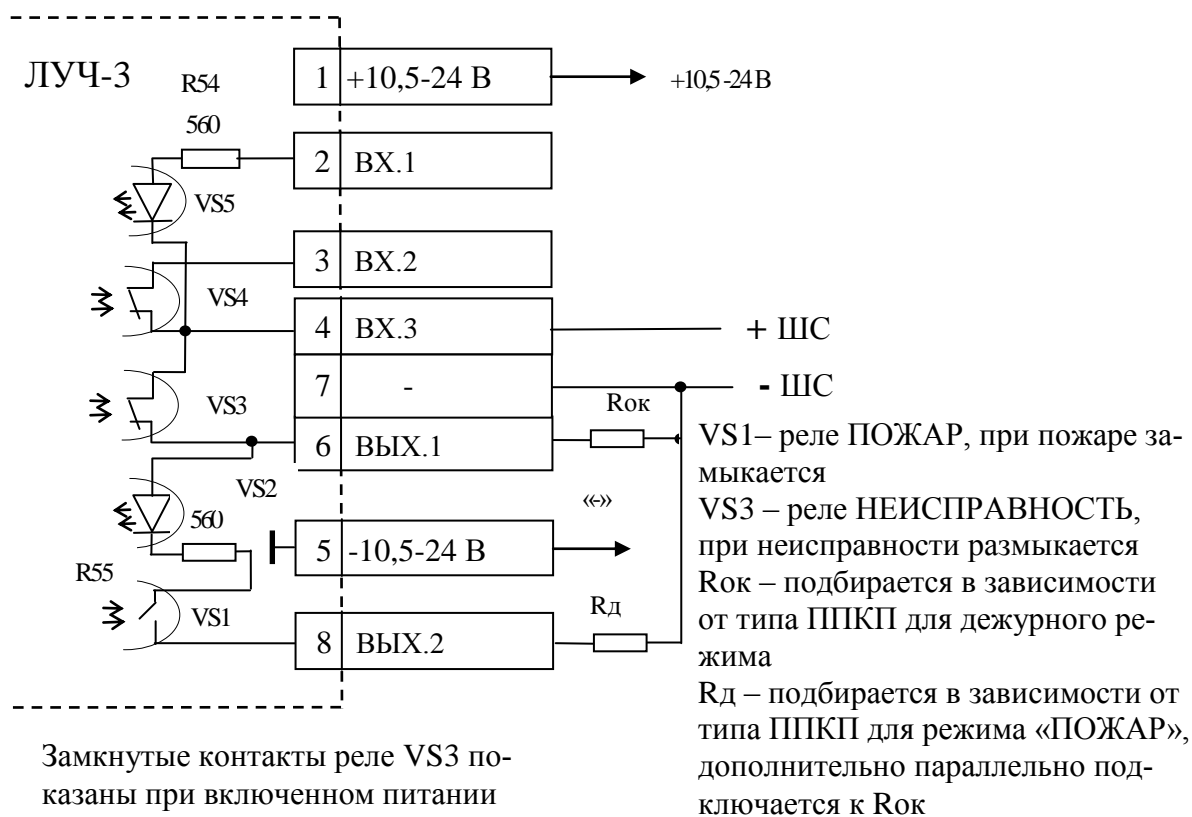 ЛУЧ-3
R54
560
1 +10,5-24 В
+10,5-24В
2 ВХ.1
VS5
3 ВХ.2
VS4
4 ВХ.3
+ ШС
7 -
- ШС
VS3
Rок
6 ВЫХ.1
VS2
«-»
560
5 -10,5-24 В
R55
VS1
Rд
8 ВЫХ.2
VS1– реле ПОЖАР, при пожаре за-
мыкается
VS3 – реле НЕИСПРАВНОСТЬ,
при неисправности размыкается
Rок – подбирается в зависимости
от типа ППКП для дежурного ре-
жима
Rд – подбирается в зависимости от
типа ППКП для режима «ПОЖАР»,
дополнительно параллельно под-
ключается к Rок
Замкнутые контакты реле VS3 по-
казаны при включенном питании